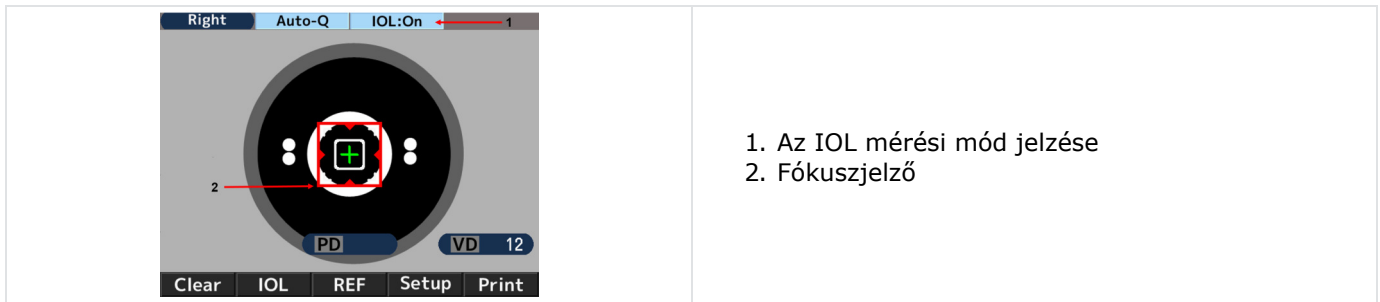 Right Auto-Q IOL:On 1
2
PD VD 12
Clear IOL REF Setup Print
1. Az IOL mérési mód jelzése
2. Fókuszjelző